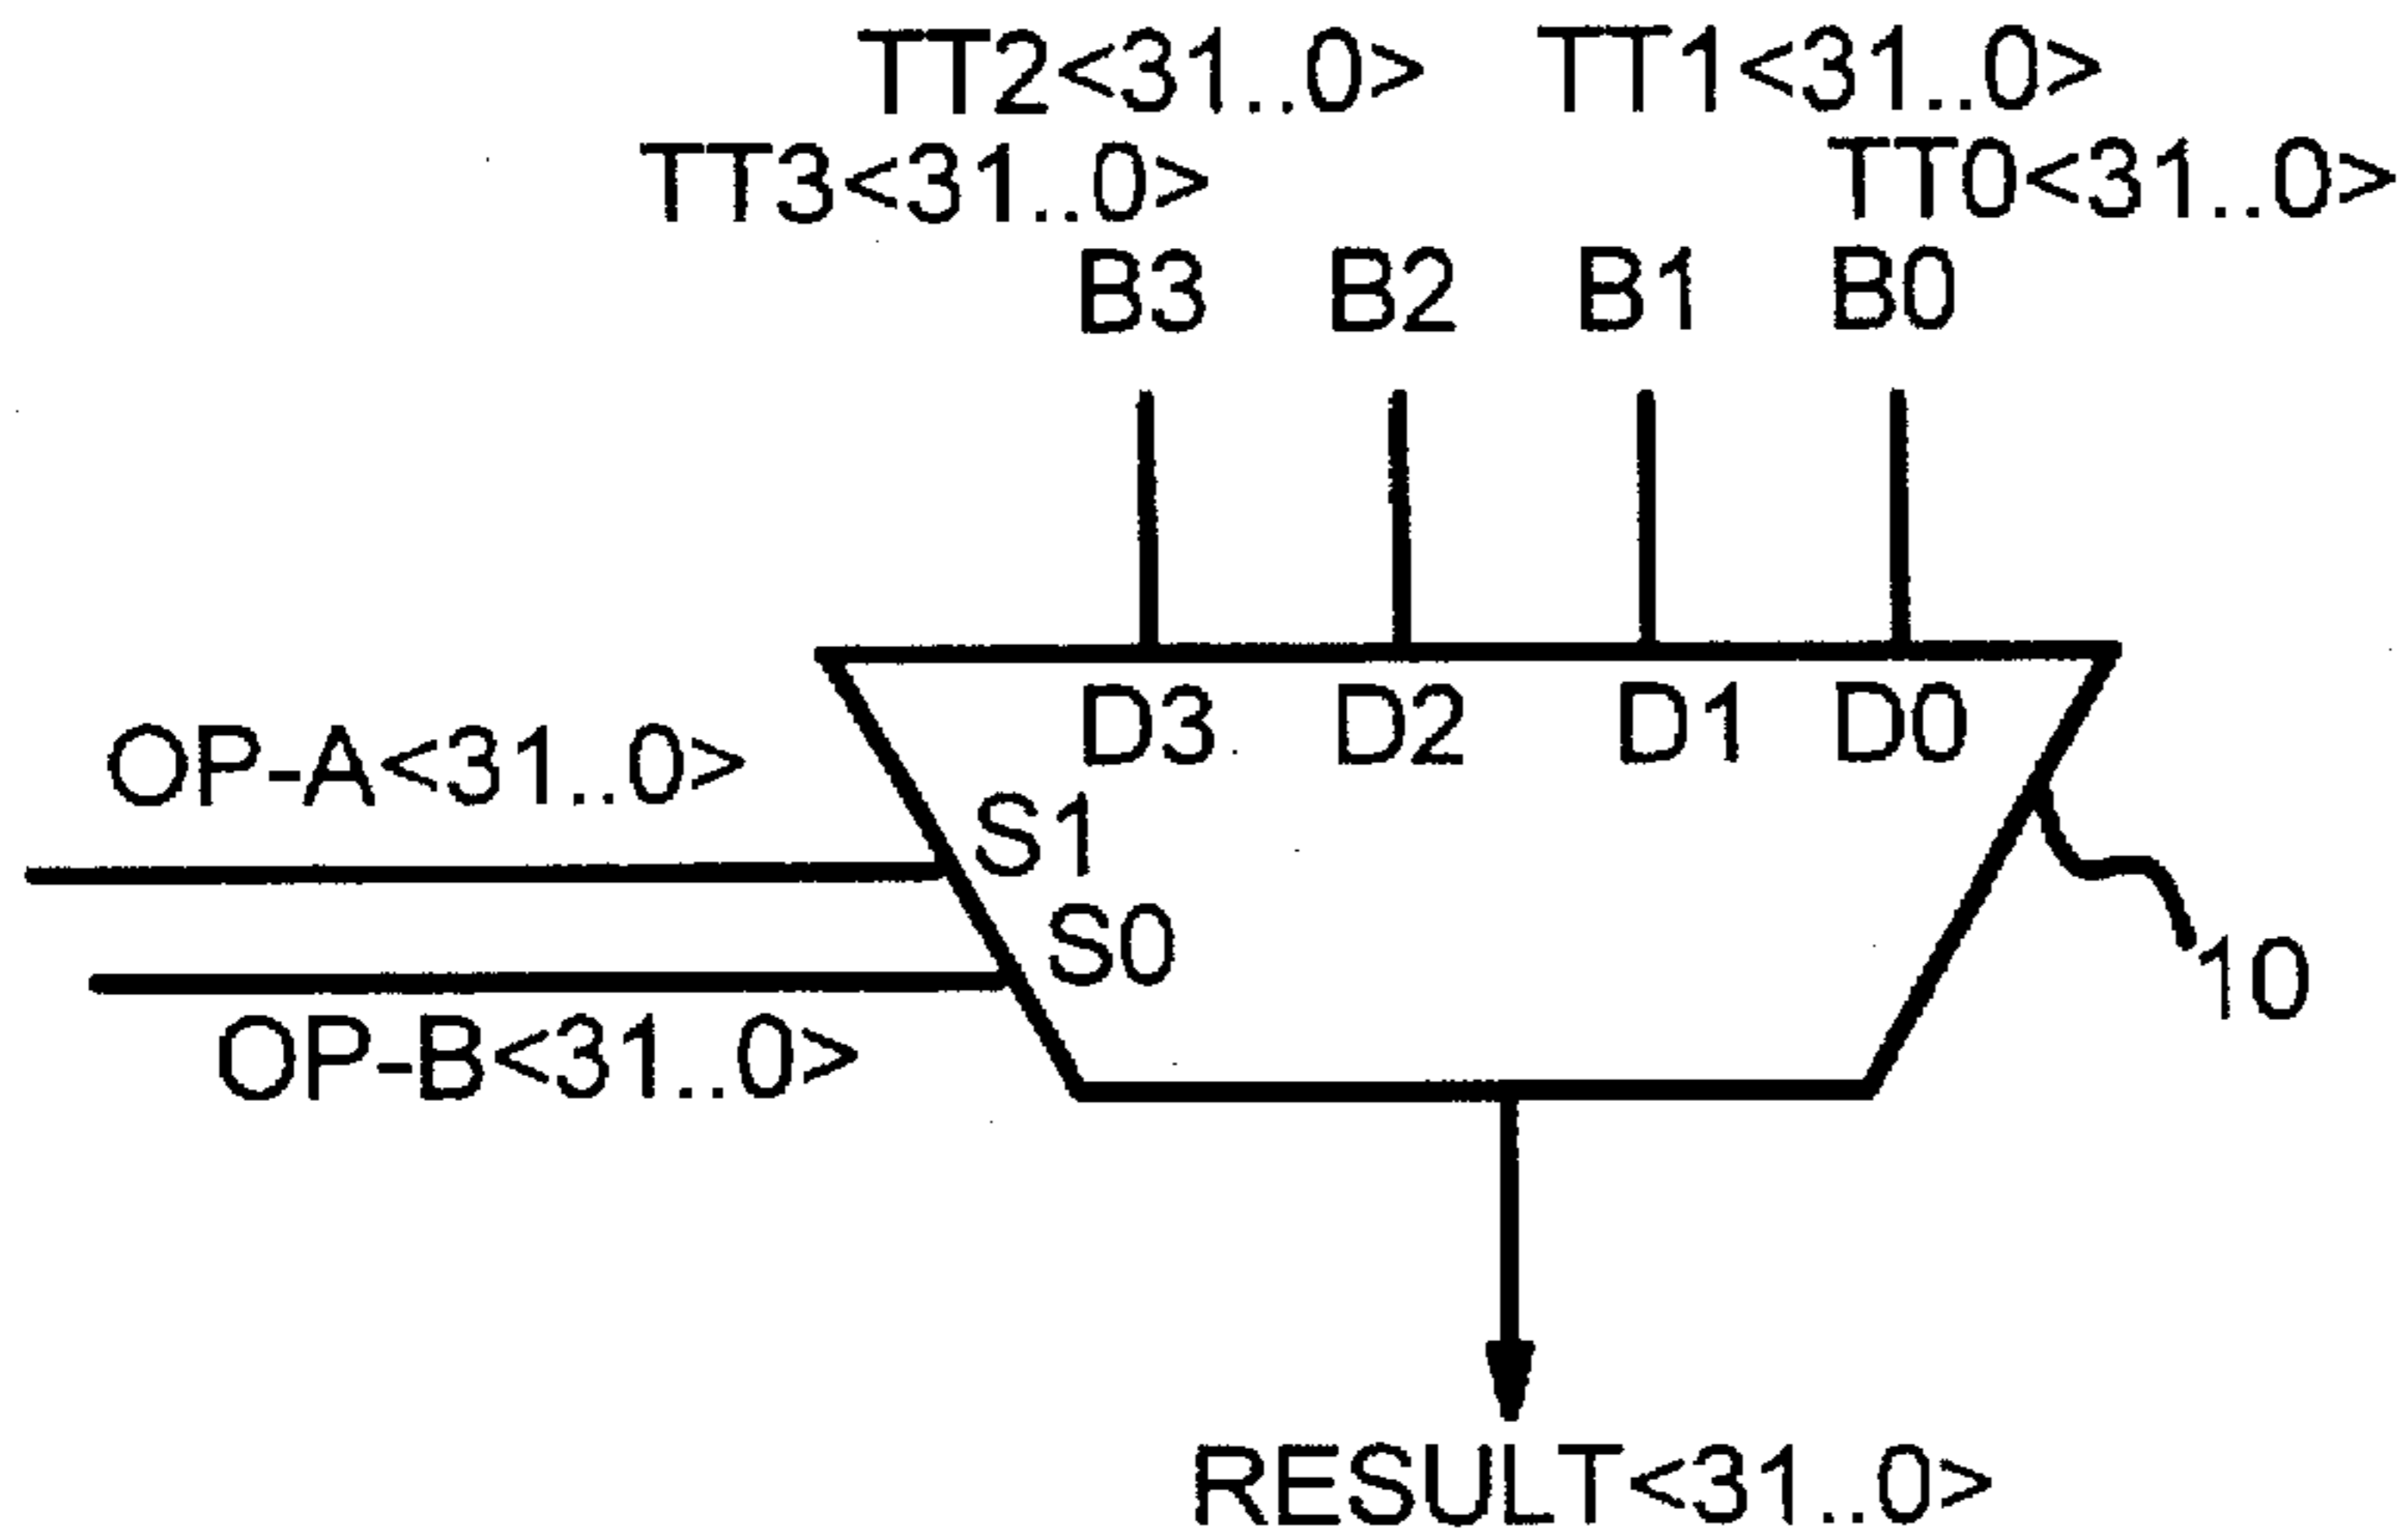 TT2<31..0> TT1<31..0>
TT3<31..0> TT0<31..0>
B3 B2 B1 B0
D3 D2 D1 D0
OP-A<31..0>
S1
S0
10
OP-B<31..0>
RESULT<31..0>